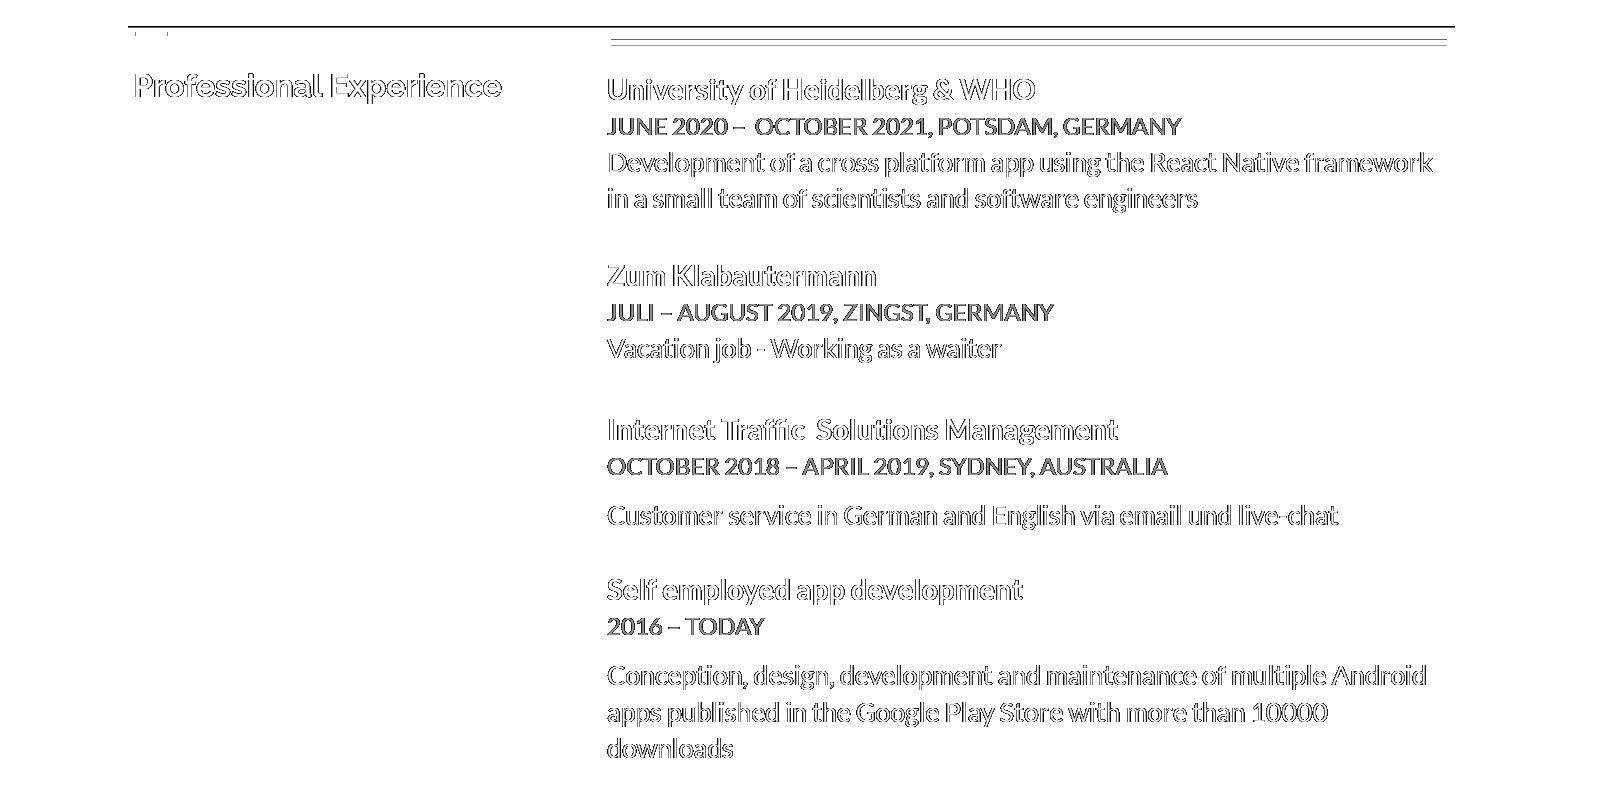 Professional Experience
University of Heidelberg & WHO
JUNE 2020 – OCTOBER 2021, POTSDAM, GERMANY
Development of a cross platform app using the React Native framework
in a small team of scientists and software engineers
Zum Klabautermann
JULI – AUGUST 2019, ZINGST, GERMANY
Vacation job - Working as a waiter
Internet Traffic Solutions Management
OCTOBER 2018 – APRIL 2019, SYDNEY, AUSTRALIA
Customer service in German and English via email und live-chat
Self employed app development
2016 – TODAY
Conception, design, development and maintenance of multiple Android
apps published in the Google Play Store with more than 10000
downloads